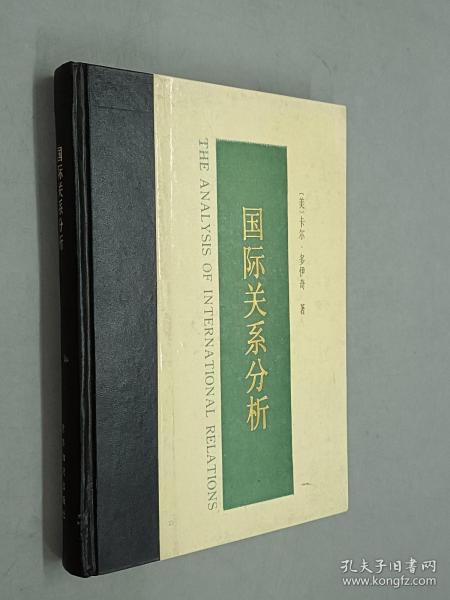 国际关系分析
THE ANALYSIS OF INTERNATIONAL RELATIONS
国际关系分析
〔美〕卡尔·多伊奇 著
孔夫子旧书网
www.kongfz.com